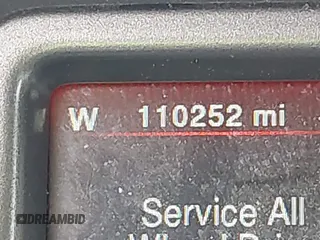 W 110252 mi
Service All
DREAMBID